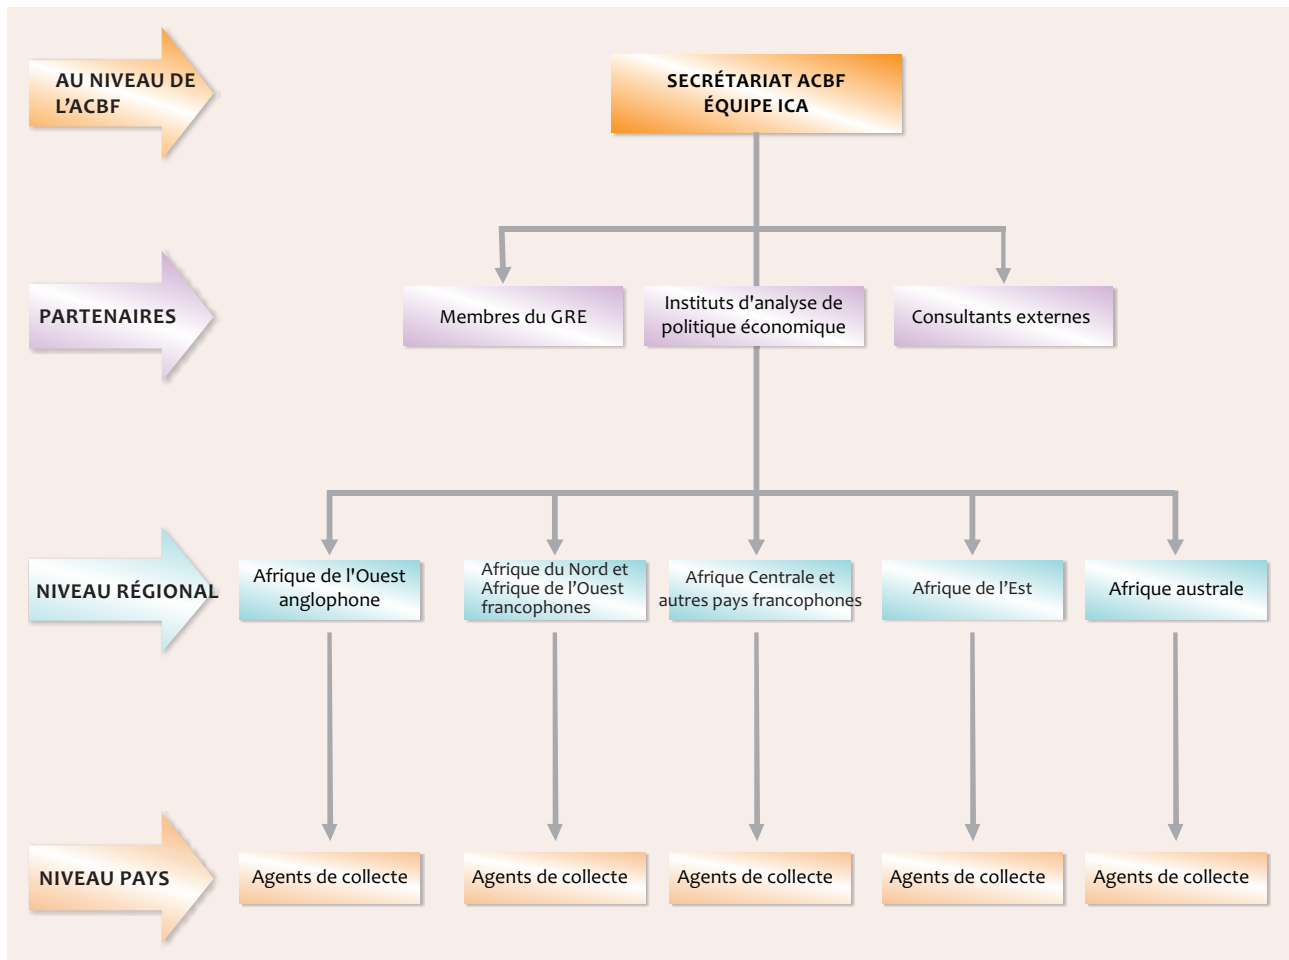 AU NIVEAU DE
L’ACBF
SECRÉTARIAT ACBF
ÉQUIPE ICA
PARTENAIRES
Membres du GRE
Instituts d'analyse de
politique économique
Consultants externes
NIVEAU RÉGIONAL
Afrique de l'Ouest
anglophone
Afrique du Nord et
Afrique de l’Ouest
francophones
Afrique Centrale et
autres pays francophones
Afrique de l’Est
Afrique australe
NIVEAU PAYS
Agents de collecte
Agents de collecte
Agents de collecte
Agents de collecte
Agents de collecte